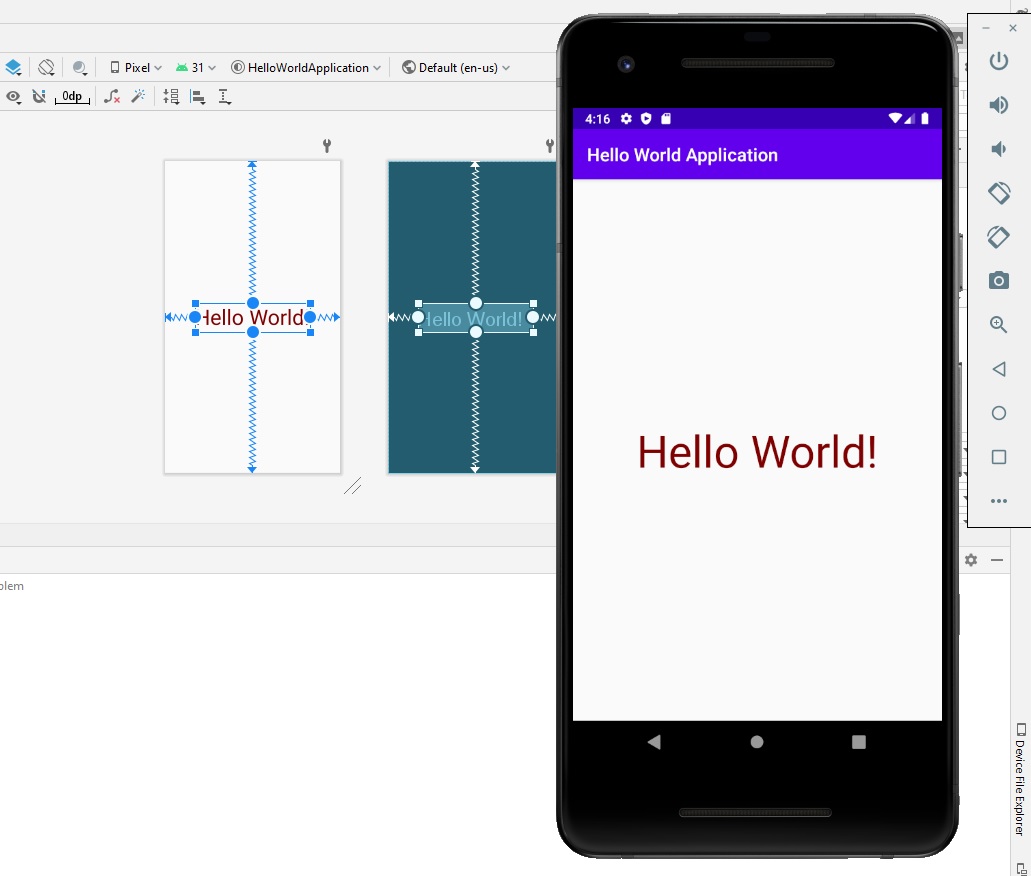 Pixel 31 HelloWorldApplication Default (en-us)
0dp
4:16
Hello World Application
Hello World
Hello World!
Hello World!
blem
Device File Explorer